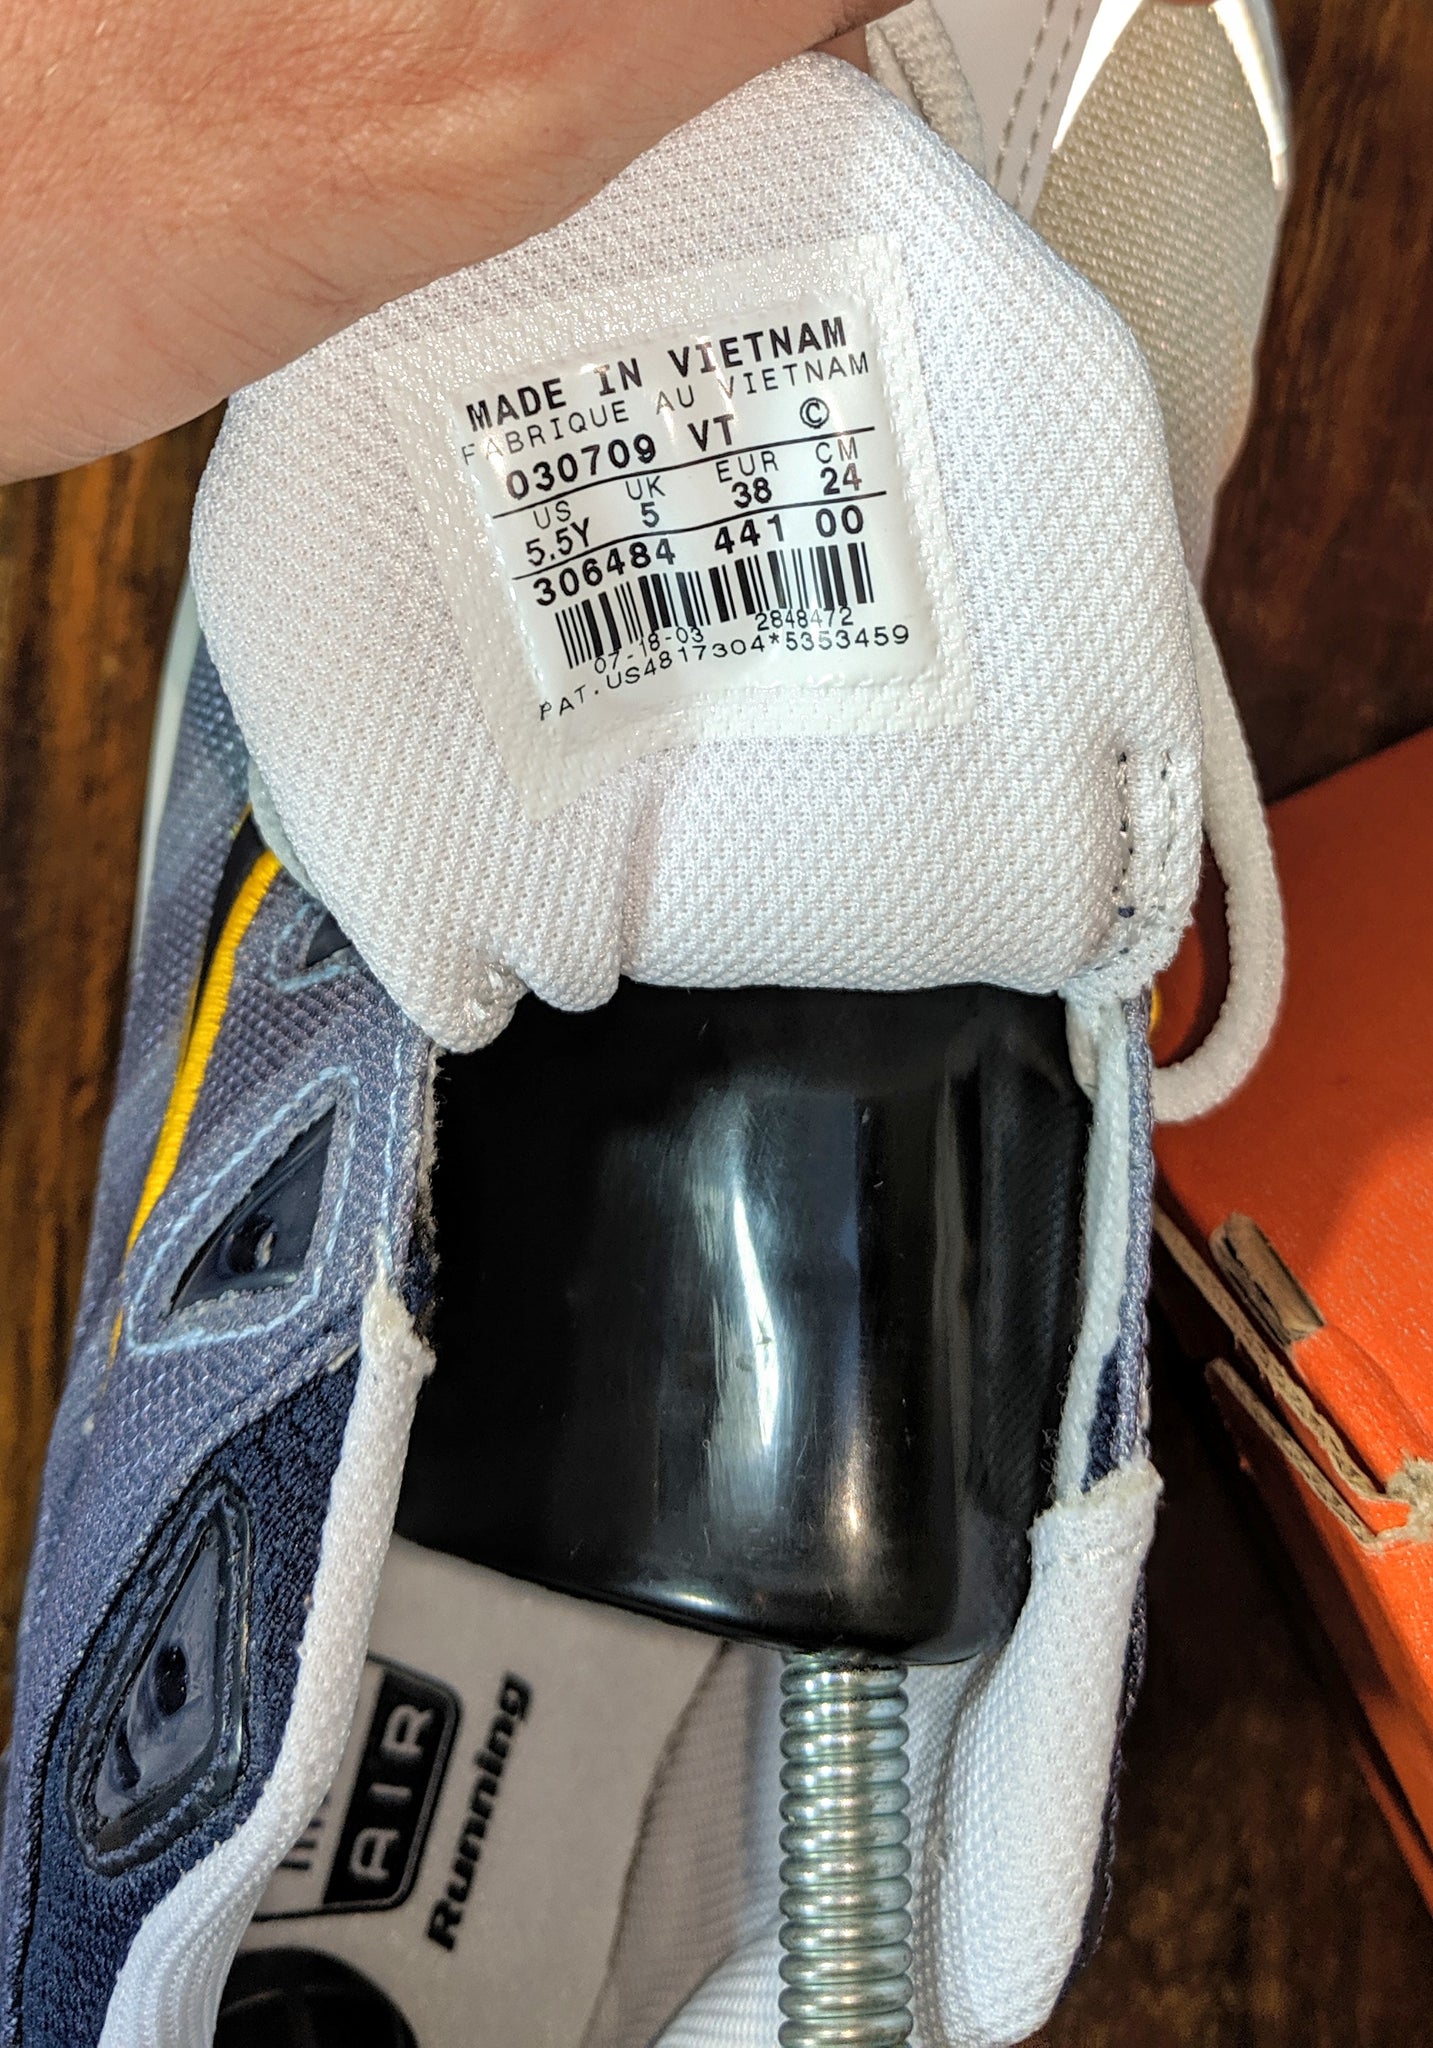 MADE IN VIETNAM
FABRIQUE AU VIETNAM
030709 VT ©
US UK EUR CM
5.5Y 5 38 24
306484 441 00
07-18-03 2848472
PAT.US4817304*5353459
AIR
Running